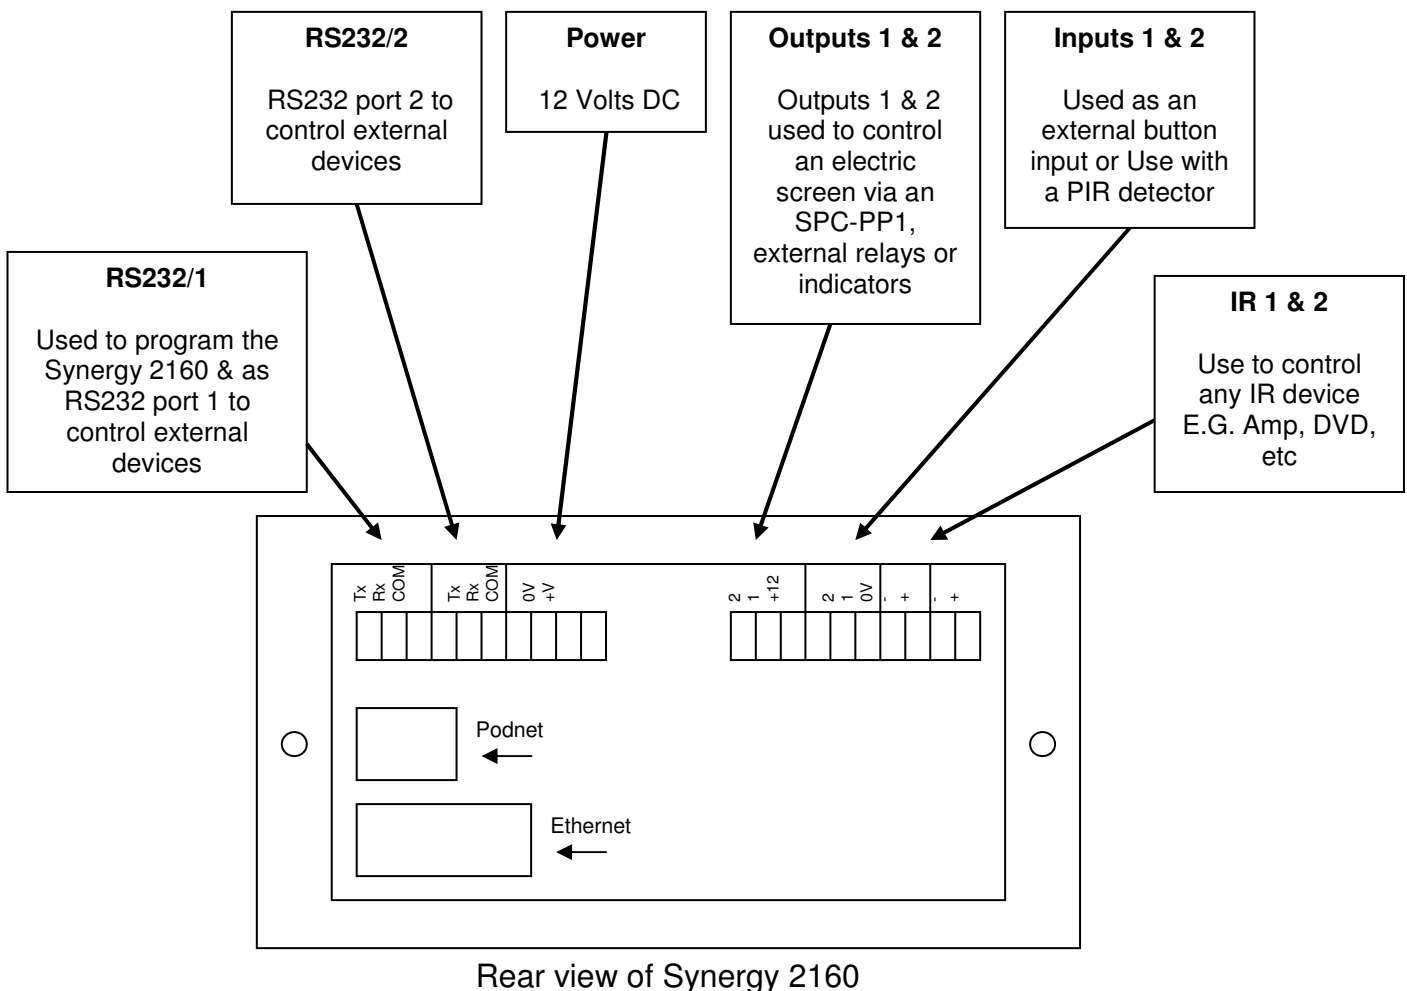 RS232/2
RS232 port 2 to
control external
devices
Power
12 Volts DC
Outputs 1 & 2
Outputs 1 & 2
used to control
an electric
screen via an
SPC-PP1,
external relays or
indicators
Inputs 1 & 2
Used as an
external button
input or Use with
a PIR detector
RS232/1
Used to program the
Synergy 2160 & as
RS232 port 1 to
control external
devices
IR 1 & 2
Use to control
any IR device
E.G. Amp, DVD,
etc
Tx
Rx
COM
Tx
Rx
COM
0V
+V
2
1
+12
2
1
0V
-
+
-
+
Podnet
Ethernet
Rear view of Synergy 2160